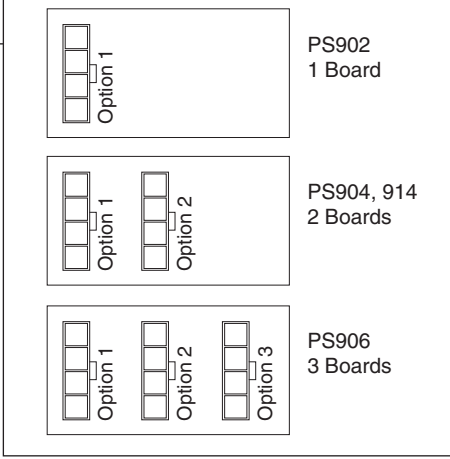 Option 1
PS902
1 Board
Option 1
Option 2
PS904, 914
2 Boards
Option 1
Option 2
Option 3
PS906
3 Boards